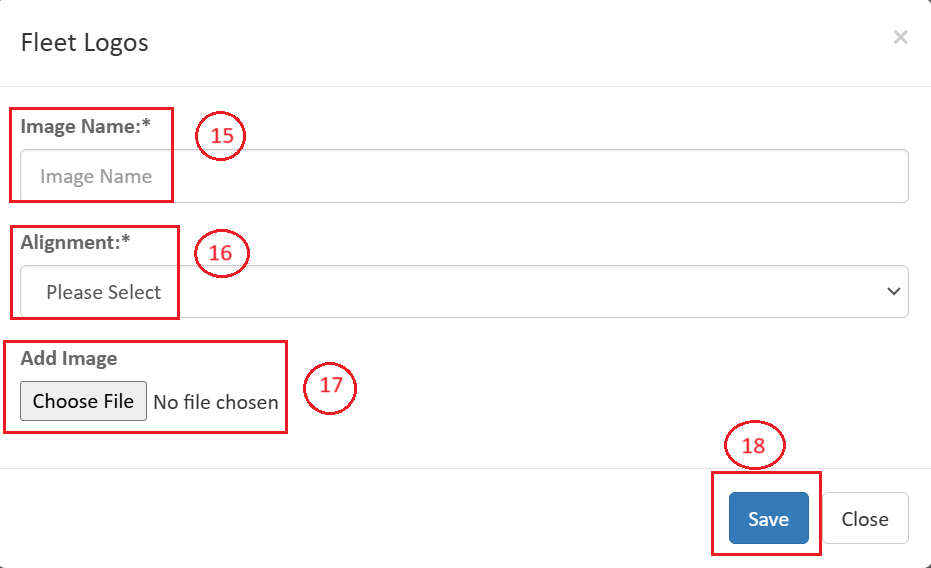 Fleet Logos ×
Image Name:* 15
Image Name
Alignment:* 16
Please Select
Add Image
17
Choose File No file chosen
18
Save Close